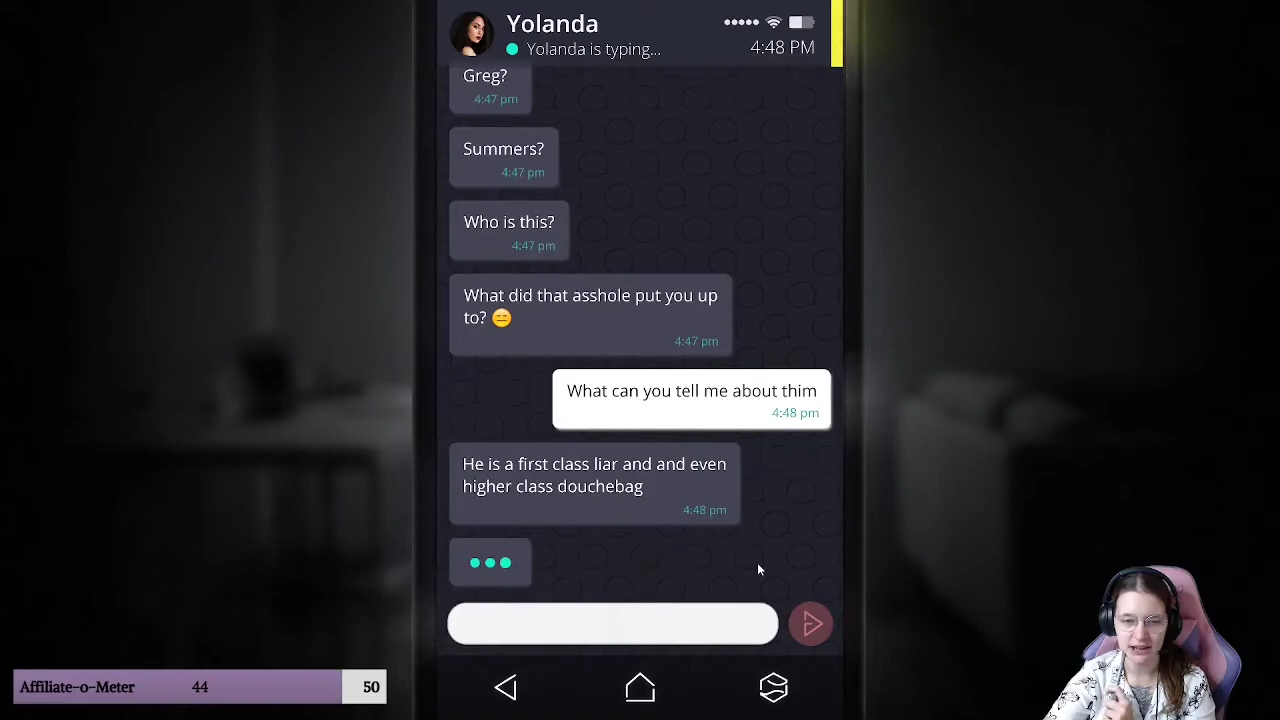 Yolanda
Yolanda is typing...
4:48 PM
Greg?
4:47 pm
Summers?
4:47 pm
Who is this?
4:47 pm
What did that asshole put you up
to? 😑
4:47 pm
What can you tell me about thim
4:48 pm
He is a first class liar and and even
higher class douchebag
4:48 pm
Affiliate-o-Meter 44 50